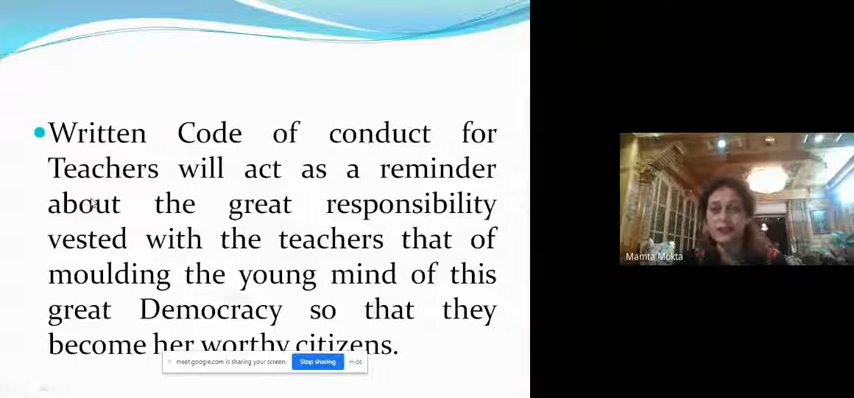 Written Code of conduct for
Teachers will act as a reminder
about the great responsibility
vested with the teachers that of
moulding the young mind of this
great Democracy so that they
become her worthy citizens.
meet.google.com is sharing your screen.
Stop sharing
Hide
Mamta Mokta